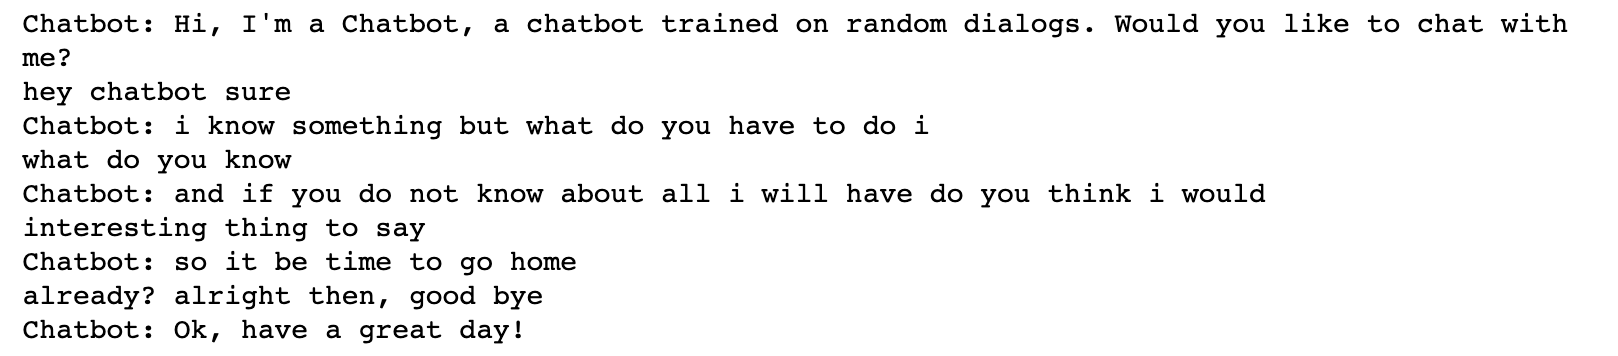 Chatbot: Hi, I'm a Chatbot, a chatbot trained on random dialogs. Would you like to chat with
me?
hey chatbot sure
Chatbot: i know something but what do you have to do i
what do you know
Chatbot: and if you do not know about all i will have do you think i would
interesting thing to say
Chatbot: so it be time to go home
already? alright then, good bye
Chatbot: Ok, have a great day!